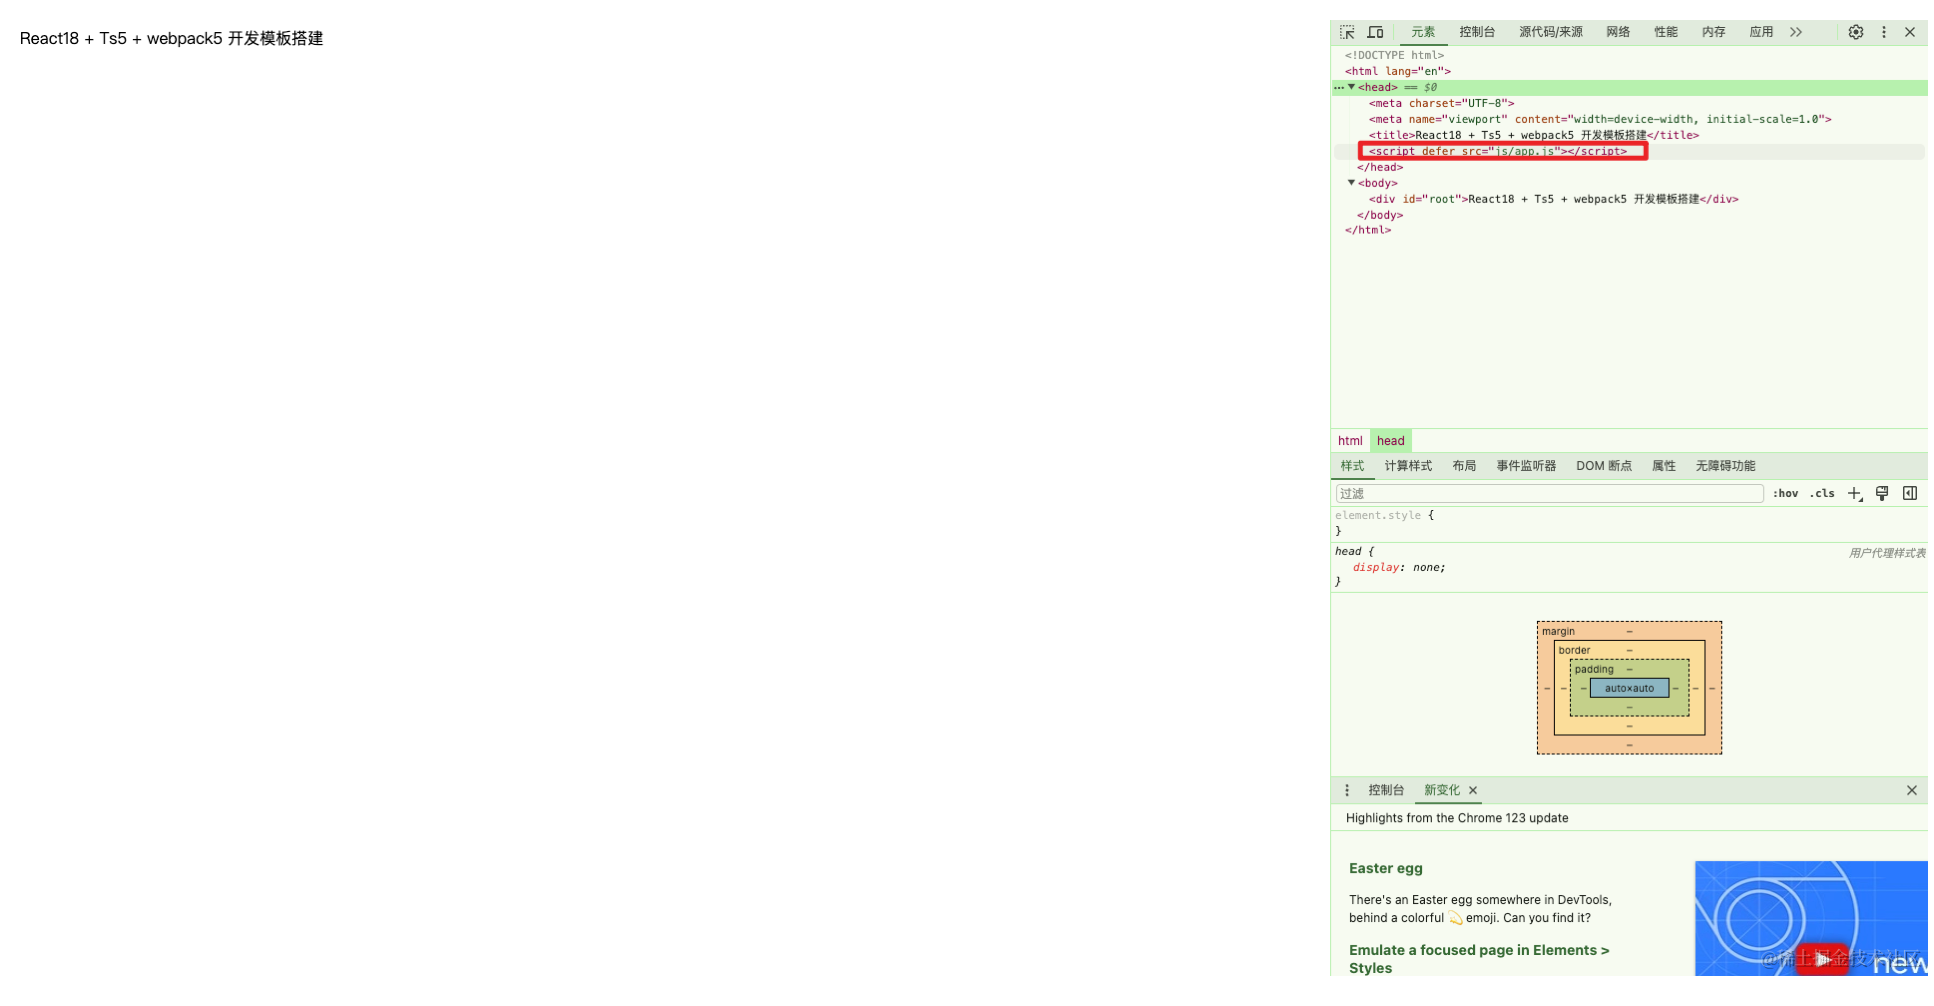 React18 + Ts5 + webpack5 开发模板搭建
元素 控制台 源代码/来源 网络 性能 内存 应用
<!DOCTYPE html>
<html lang="en">
<head> == $0
<meta charset="UTF-8">
<meta name="viewport" content="width=device-width, initial-scale=1.0">
<title>React18 + Ts5 + webpack5 开发模板搭建</title>
<script defer src="js/app.js"></script>
</head>
<body>
<div id="root">React18 + Ts5 + webpack5 开发模板搭建</div>
</body>
</html>
html head
样式 计算样式 布局 事件监听器 DOM 断点 属性 无障碍功能
过滤 :hov .cls
element.style {
}
head { 用户代理样式表
display: none;
}
margin –
border –
padding –
– – – auto×auto – – –
–
–
–
控制台 新变化
Highlights from the Chrome 123 update
Easter egg
There's an Easter egg somewhere in DevTools,
behind a colorful 💫 emoji. Can you find it?
Emulate a focused page in Elements >
Styles
new
@稀土掘金技术社区